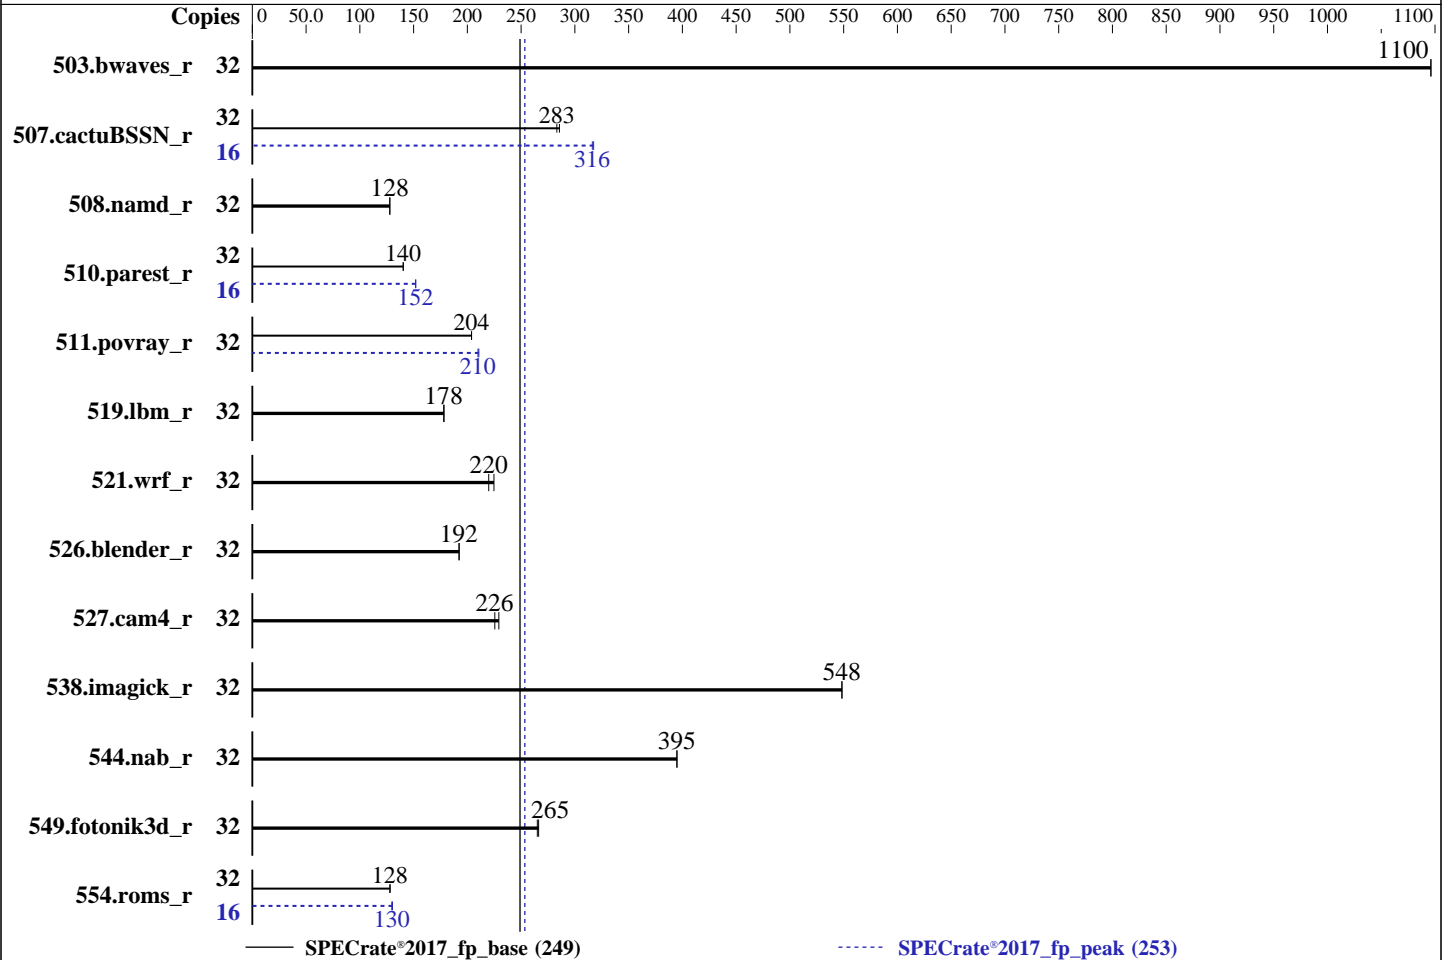 Copies 0 50.0 100 150 200 250 300 350 400 450 500 550 600 650 700 750 800 850 900 950 1000 1100
503.bwaves_r 32 1100
507.cactuBSSN_r 32 283
16 316
508.namd_r 32 128
510.parest_r 32 140
16 152
511.povray_r 32 204
210
519.lbm_r 32 178
521.wrf_r 32 220
526.blender_r 32 192
527.cam4_r 32 226
538.imagick_r 32 548
544.nab_r 32 395
549.fotonik3d_r 32 265
554.roms_r 32 128
16 130
SPECrate®2017_fp_base (249) SPECrate®2017_fp_peak (253)